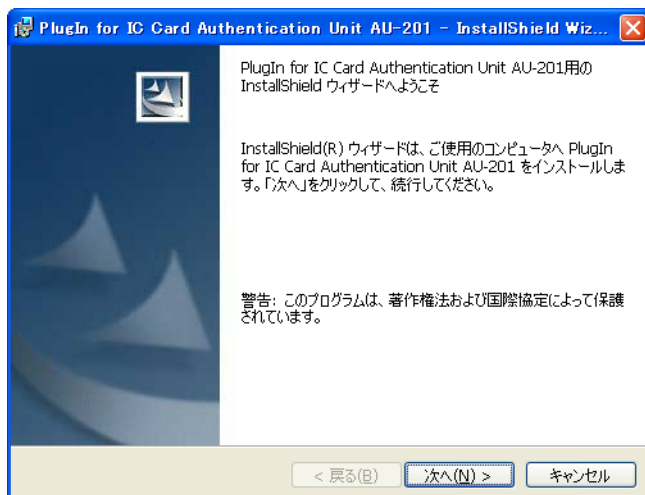 PlugIn for IC Card Authentication Unit AU-201 - InstallShield Wiz...
PlugIn for IC Card Authentication Unit AU-201用の
InstallShield ウィザードへようこそ
InstallShield(R) ウィザードは、ご使用のコンピュータへ PlugIn
for IC Card Authentication Unit AU-201 をインストールしま
す。「次へ」をクリックして、続行してください。
警告: このプログラムは、著作権法および国際協定によって保護
されています。
< 戻る(B)
次へ(N) >
キャンセル